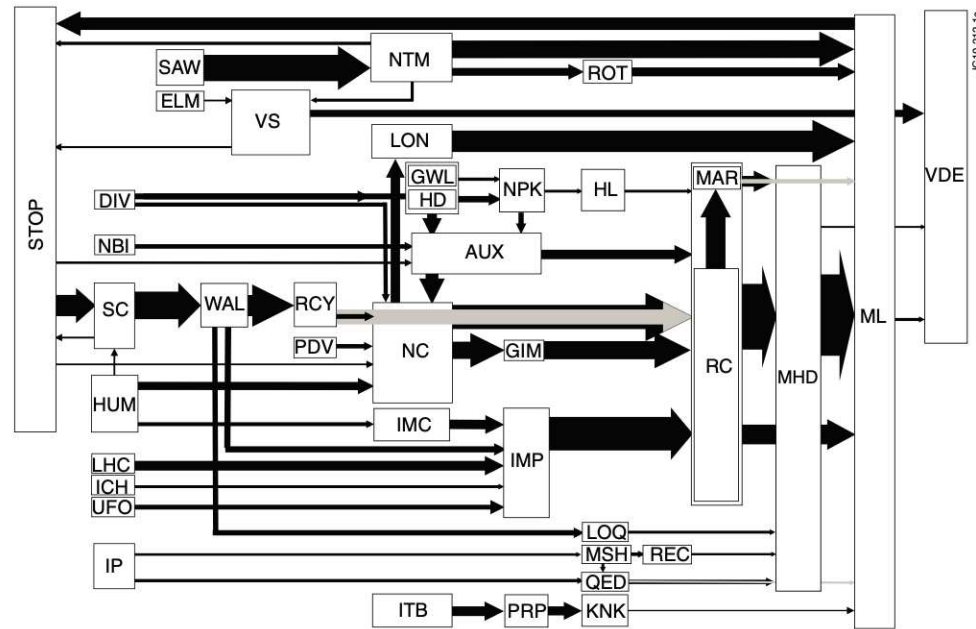 STOP
SAW
NTM
ROT
ELM
VS
LON
VDE
GWL
HD
NPK
HL
MAR
DIV
NBI
AUX
SC
WAL
RCY
NC
PDV
GIM
RC
MHD
ML
HUM
IMC
IMP
LHC
ICH
UFO
LOQ
IP
MSH
REC
QED
ITB
PRP
KNK